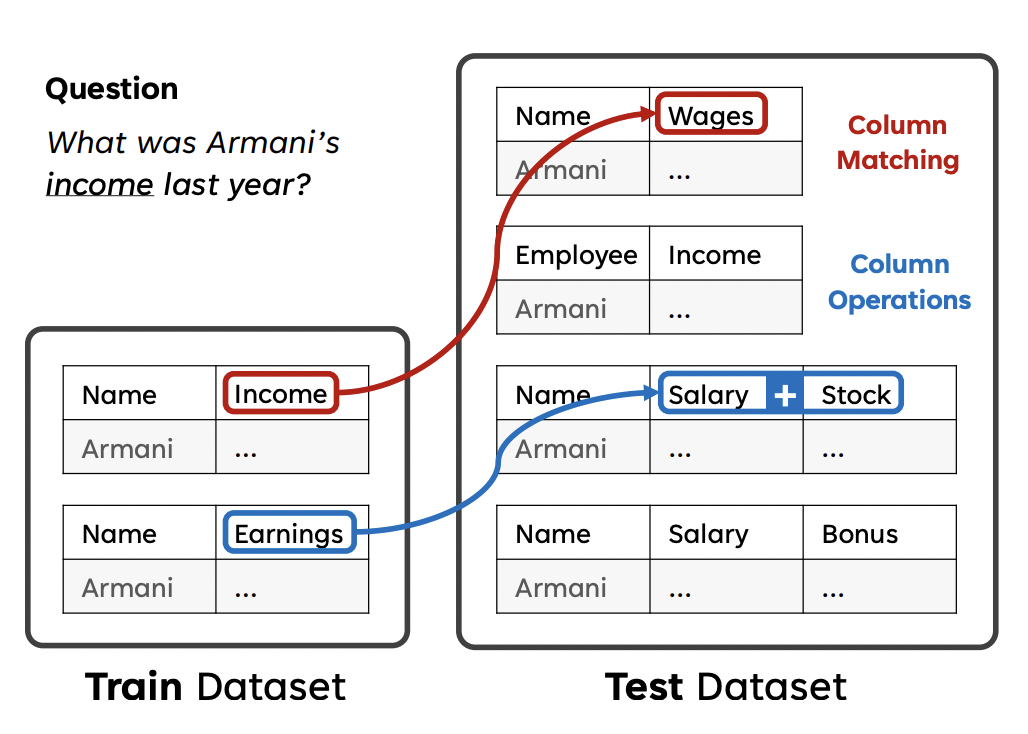 Question
What was Armani's
income last year?
Name Income
Armani ...
Name Earnings
Armani ...
Train Dataset
Name Wages
Armani ...
Column
Matching
Employee Income
Armani ...
Column
Operations
Name Salary + Stock
Armani ... ...
Name Salary Bonus
Armani ... ...
Test Dataset